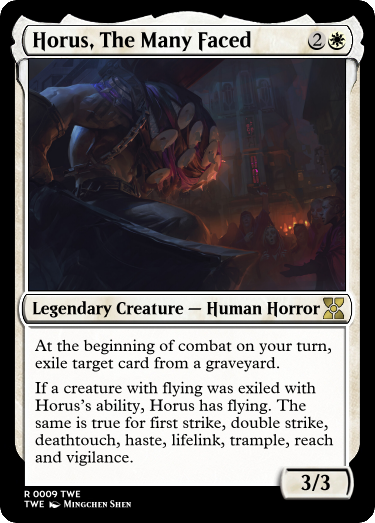 Horus, The Many Faced 2
Legendary Creature — Human Horror
At the beginning of combat on your turn,
exile target card from a graveyard.
If a creature with flying was exiled with
Horus's ability, Horus has flying. The
same is true for first strike, double strike,
deathtouch, haste, lifelink, trample, reach
and vigilance.
3/3
R 0009 TWE
TWE Mingchen Shen